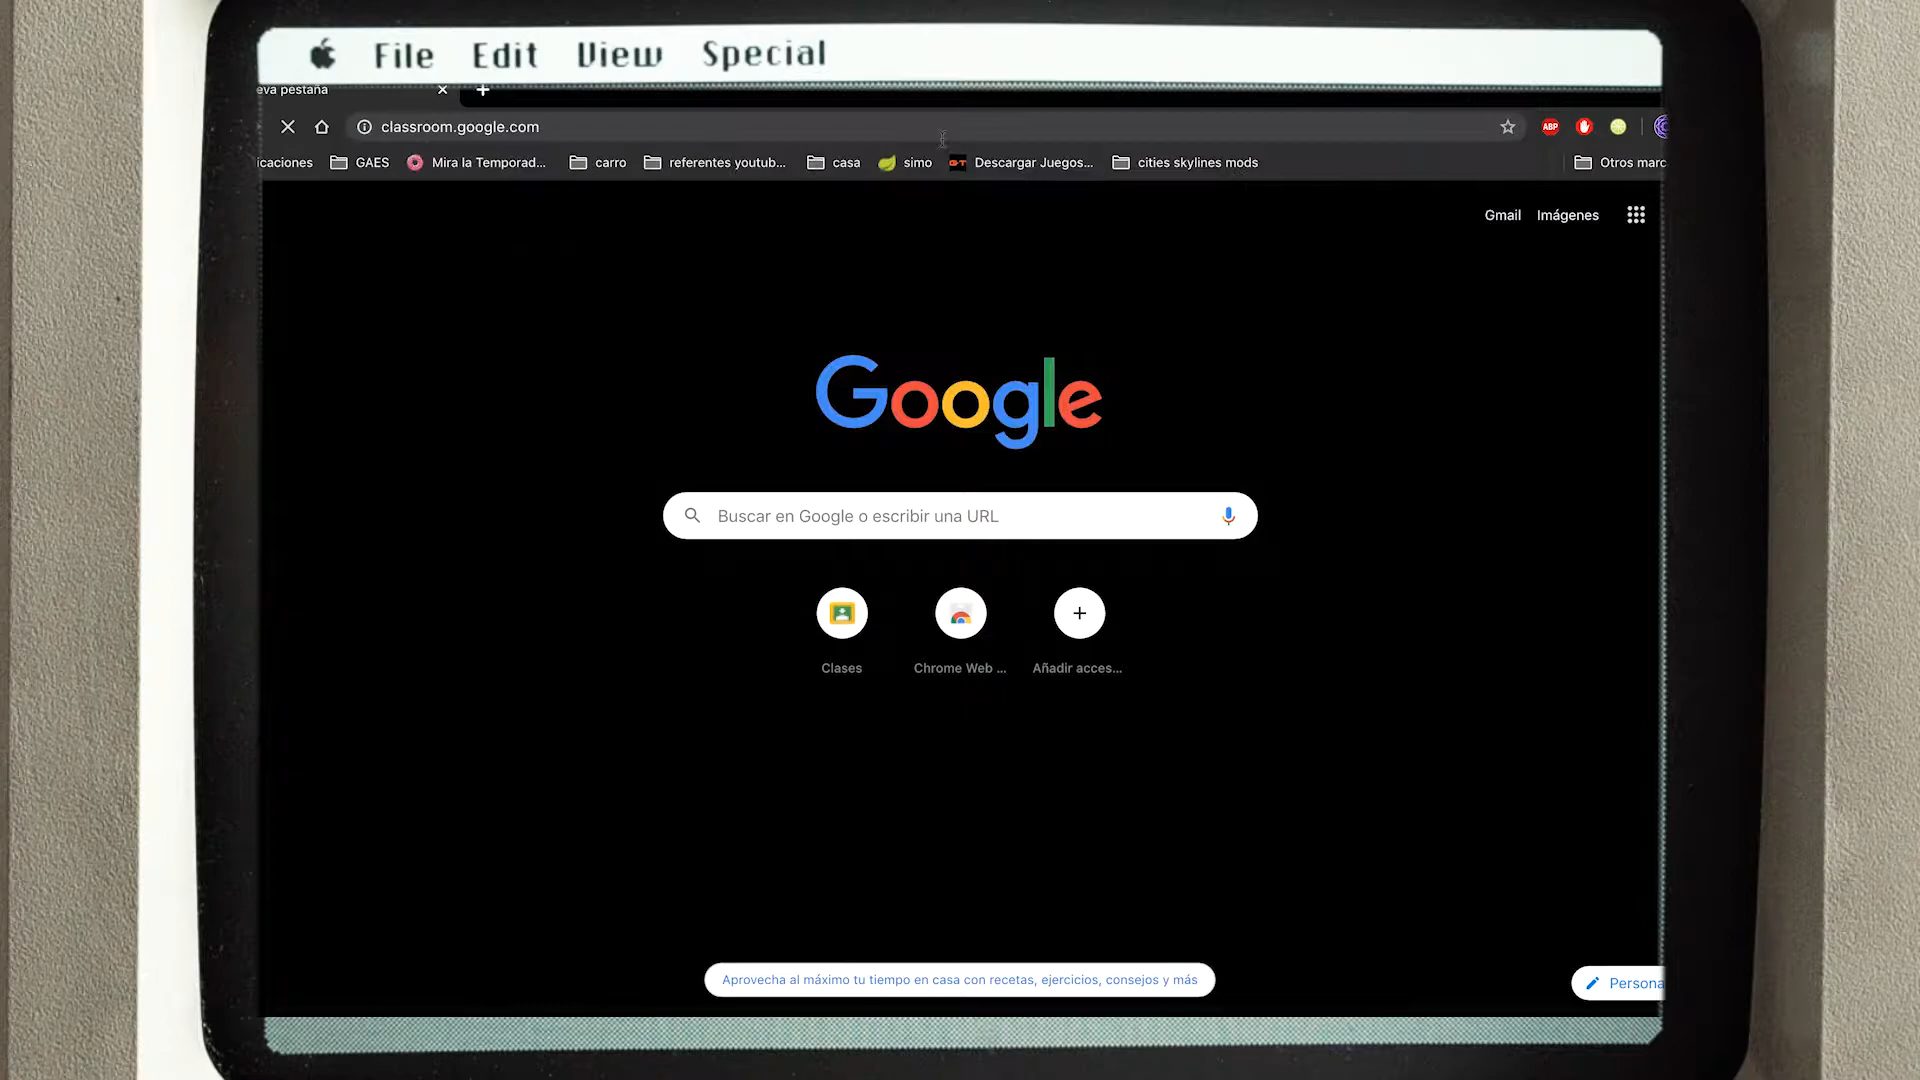 File Edit View Special
eva pestaña
classroom.google.com
ABP
icaciones GAES Mira la Temporad... carro referentes youtub... casa simo GT Descargar Juegos... cities skylines mods Otros marc
Gmail Imágenes
Google
Buscar en Google o escribir una URL
Clases Chrome Web ... Añadir acces...
Aprovecha al máximo tu tiempo en casa con recetas, ejercicios, consejos y más
Persona